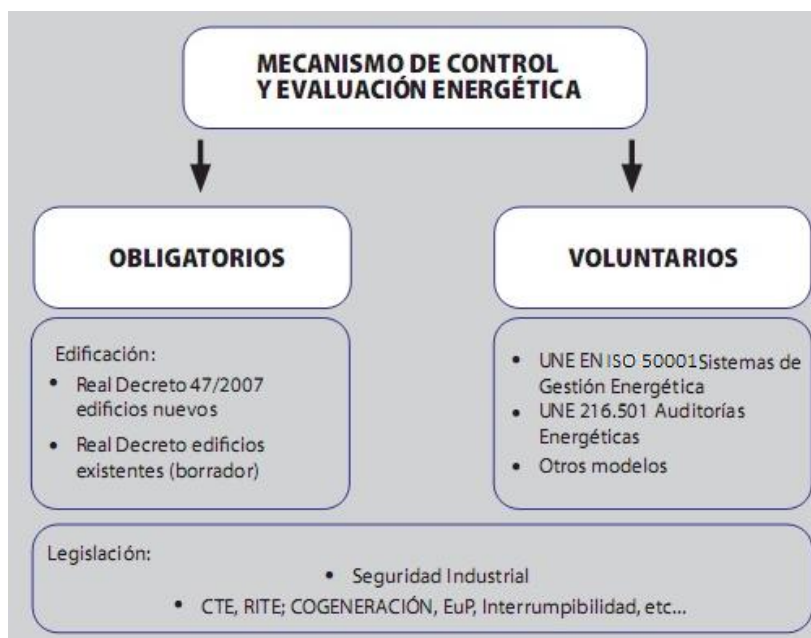 MECANISMO DE CONTROL
Y EVALUACIÓN ENERGÉTICA
OBLIGATORIOS
Edificación:
• Real Decreto 47/2007
edificios nuevos
• Real Decreto edificios
existentes (borrador)
VOLUNTARIOS
• UNE EN ISO 50001 Sistemas de
Gestión Energética
• UNE 216.501 Auditorías
Energéticas
• Otros modelos
Legislación:
• Seguridad Industrial
• CTE, RITE; COGENERACIÓN, EuP, Interrumpibilidad, etc...